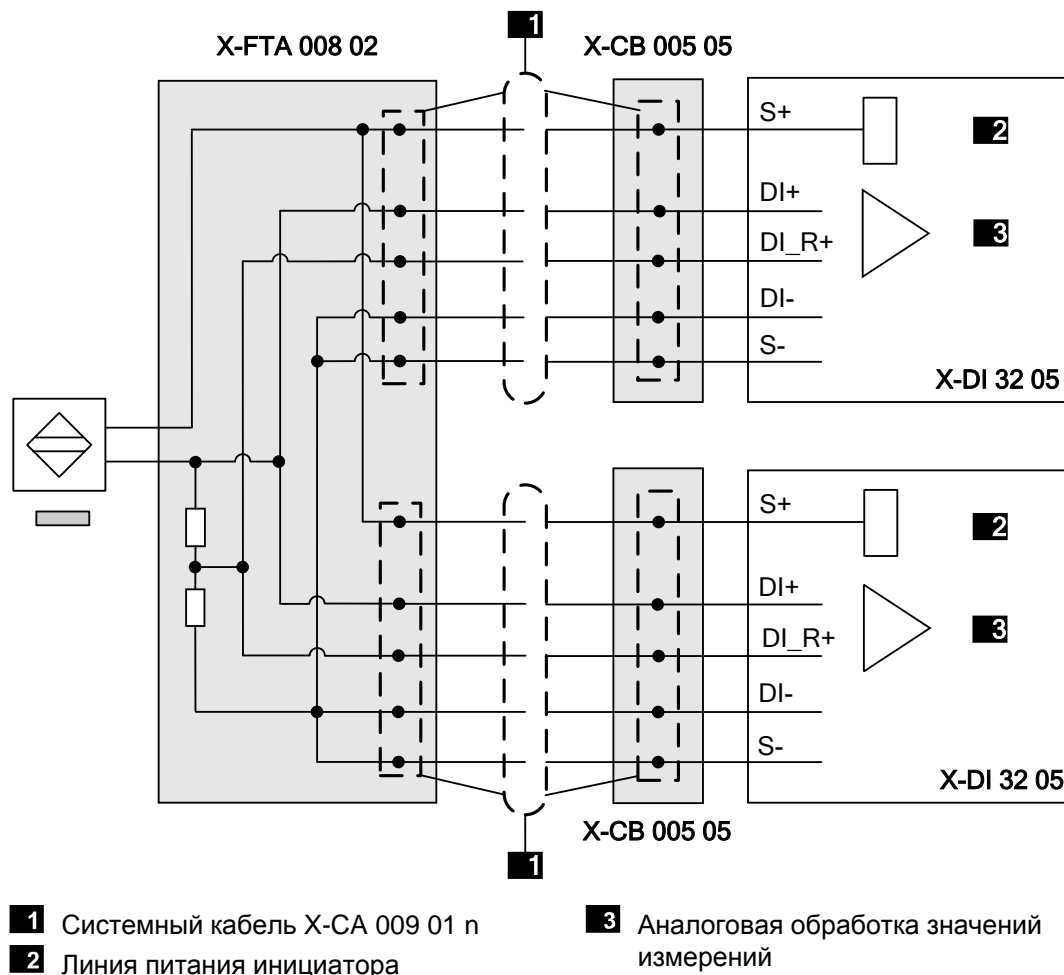 1
X-FTA 008 02
X-CB 005 05
S+
2
DI+
DI_R+
3
DI-
S-
X-DI 32 05
S+
2
DI+
DI_R+
3
DI-
S-
X-DI 32 05
X-CB 005 05
1
1 Системный кабель X-CA 009 01 n
2 Линия питания инициатора
3 Аналоговая обработка значений
измерений